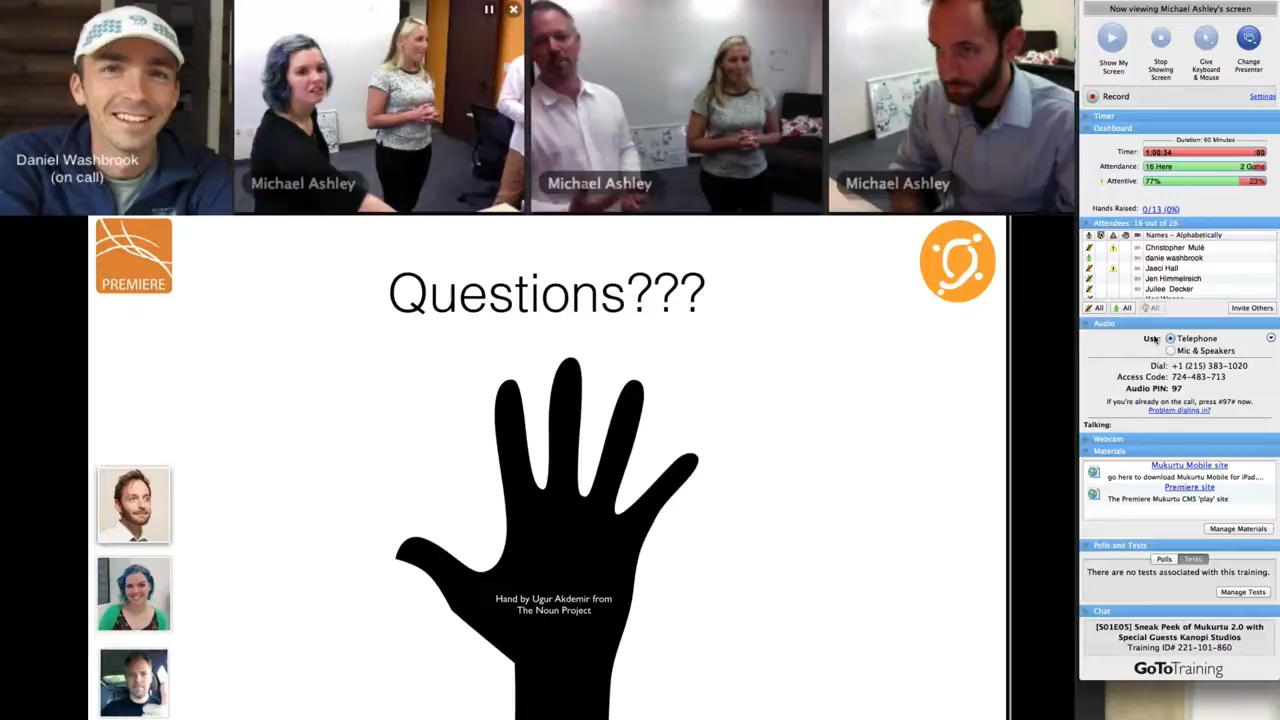 Daniel Washbrook
(on call)
Michael Ashley
Michael Ashley
Michael Ashley
PREMIERE
Questions???
Hand by Ugur Akdemir from
The Noun Project
Now viewing Michael Ashley's screen
Show My
Screen
Stop
Showing
Screen
Give
Keyboard
& Mouse
Change
Presenter
Record
Settings
Timer
Dashboard
Duration: 60 Minutes
Timer: 1:00:34 :00
Attendance: 16 Here 2 Gone
Attentive: 77% 23%
Hands Raised: 0/13 (0%)
Attendees: 16 out of 26
Names - Alphabetically
Christopher Mulé
danie washbrook
Jaeci Hall
Jen Himmelreich
Juilee Decker
All All All Invite Others
Audio
Use: Telephone
Mic & Speakers
Dial: +1 (215) 383-1020
Access Code: 724-483-713
Audio PIN: 97
If you're already on the call, press #97# now.
Problem dialing in?
Talking:
Webcam
Materials
Mukurtu Mobile site
go here to download Mukurtu Mobile for iPad....
Premiere site
The Premiere Mukurtu CMS 'play' site
Manage Materials
Polls and Tests
Polls Tests
There are no tests associated with this training.
Manage Tests
Chat
[S01E05] Sneak Peek of Mukurtu 2.0 with
Special Guests Kanopi Studios
Training ID# 221-101-860
GoToTraining